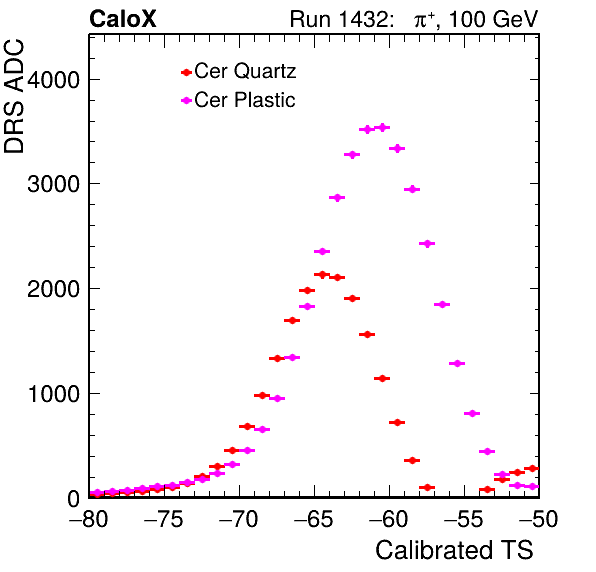 CaloX Run 1432: π+, 100 GeV
DRS ADC
Cer Quartz
Cer Plastic
4000
3000
2000
1000
0
−80 −75 −70 −65 −60 −55 −50
Calibrated TS